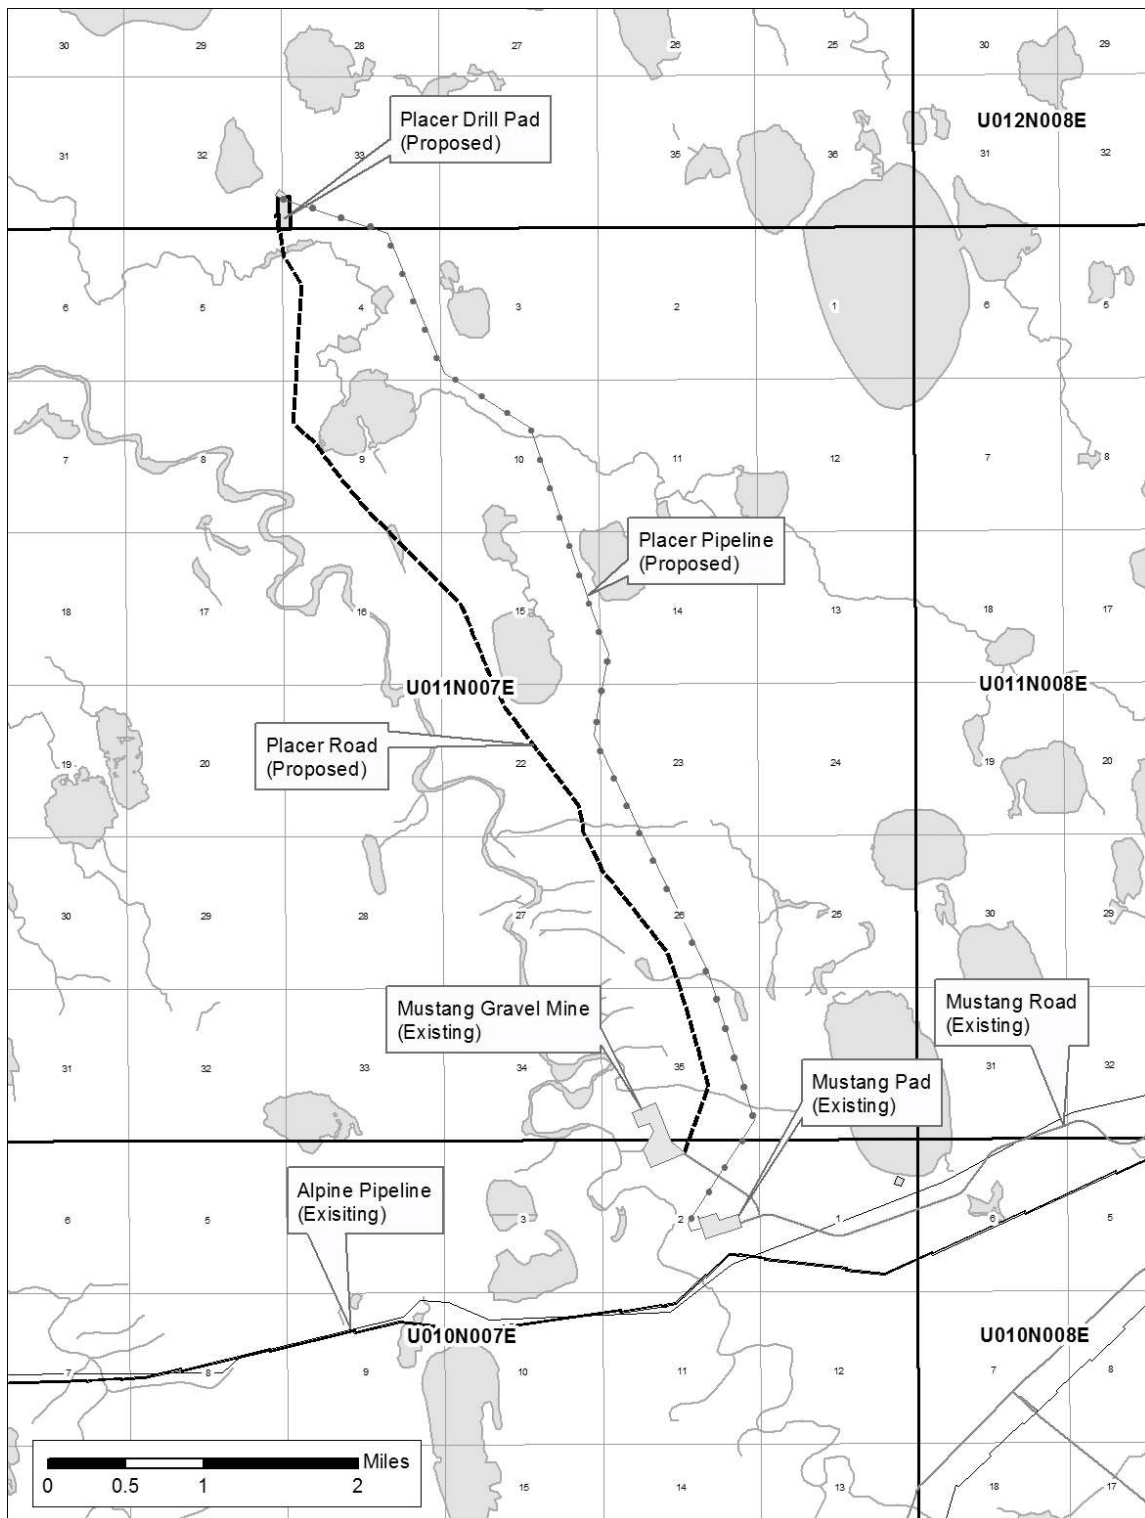 30 29 28 27 26 25 30 29
U012N008E
Placer Drill Pad
(Proposed)
31 32 33 35 36 31 32
6 5 4 3 2 1 6 5
7 8 9 10 11 12 7 8
Placer Pipeline
(Proposed)
18 17 16 15 14 13 18 17
U011N007E U011N008E
Placer Road
(Proposed)
19 20 22 23 24 19 20
30 29 28 27 26 25 30 29
Mustang Gravel Mine
(Existing)
Mustang Road
(Existing)
31 32 33 34 35 31 32
Mustang Pad
(Existing)
Alpine Pipeline
(Exisiting)
6 5 3 2 1 6 5
U010N007E U010N008E
7 8 9 10 11 12 7 8
Miles
0 0.5 1 2
15 14 13 18 17